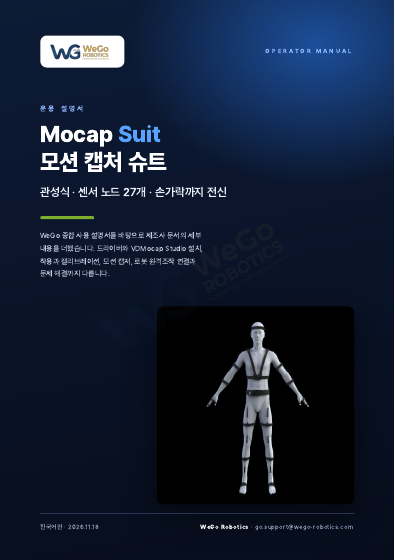 WG WeGo
ROBOTICS
OPERATOR MANUAL
운용 설명서
Mocap Suit
모션 캡처 슈트
관성식 · 센서 노드 27개 · 손가락까지 전신
WeGo 종합 사용 설명서를 바탕으로 제조사 문서의 세부
내용을 더했습니다. 드라이버와 VDMocap Studio 설치,
착용과 캘리브레이션, 모션 캡처, 로봇 원격조작 연결과
문제 해결까지 다룹니다.
WeGo
ROBOTICS
한국어판 · 2026.11.18
WeGo Robotics · go.support@wego-robotics.com